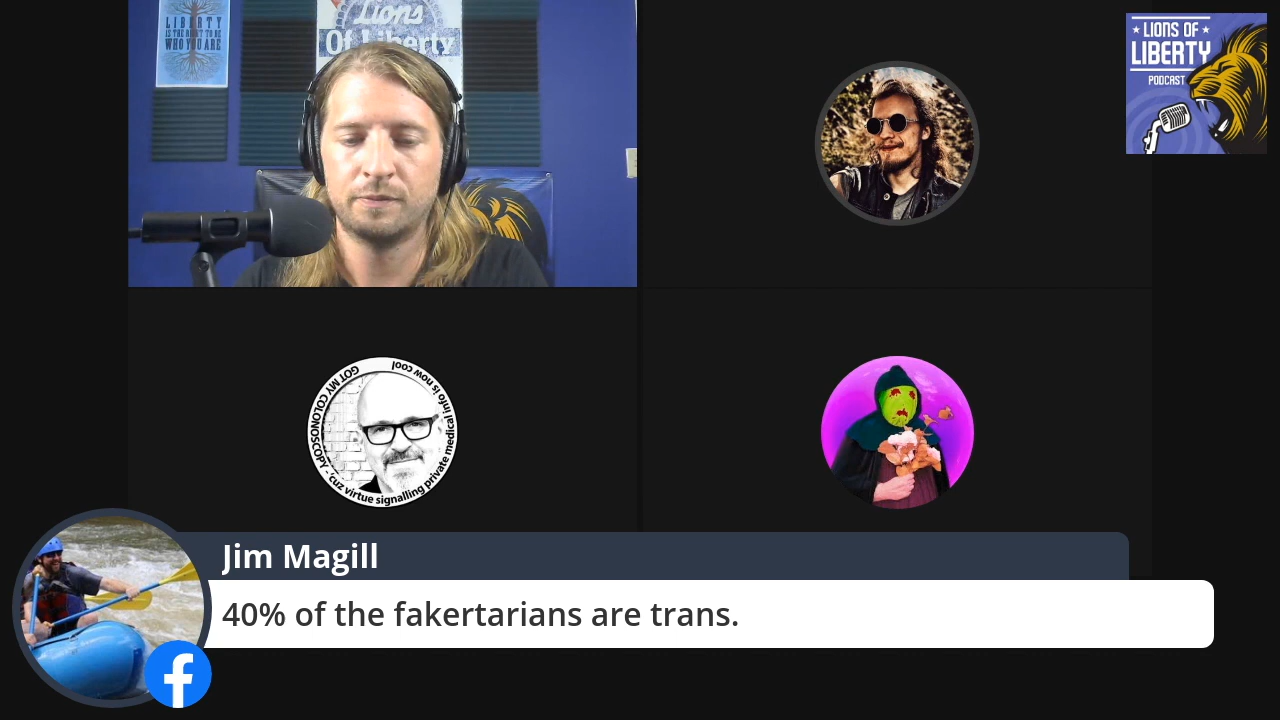 LIBERTY
IS THE RIGHT TO BE
WHO YOU ARE
Lions
Of Liberty
LIONS OF
LIBERTY
PODCAST
GOT MY COLONOSCOPY - 'cuz virtue signalling private medical info is now cool
Jim Magill
40% of the fakertarians are trans.